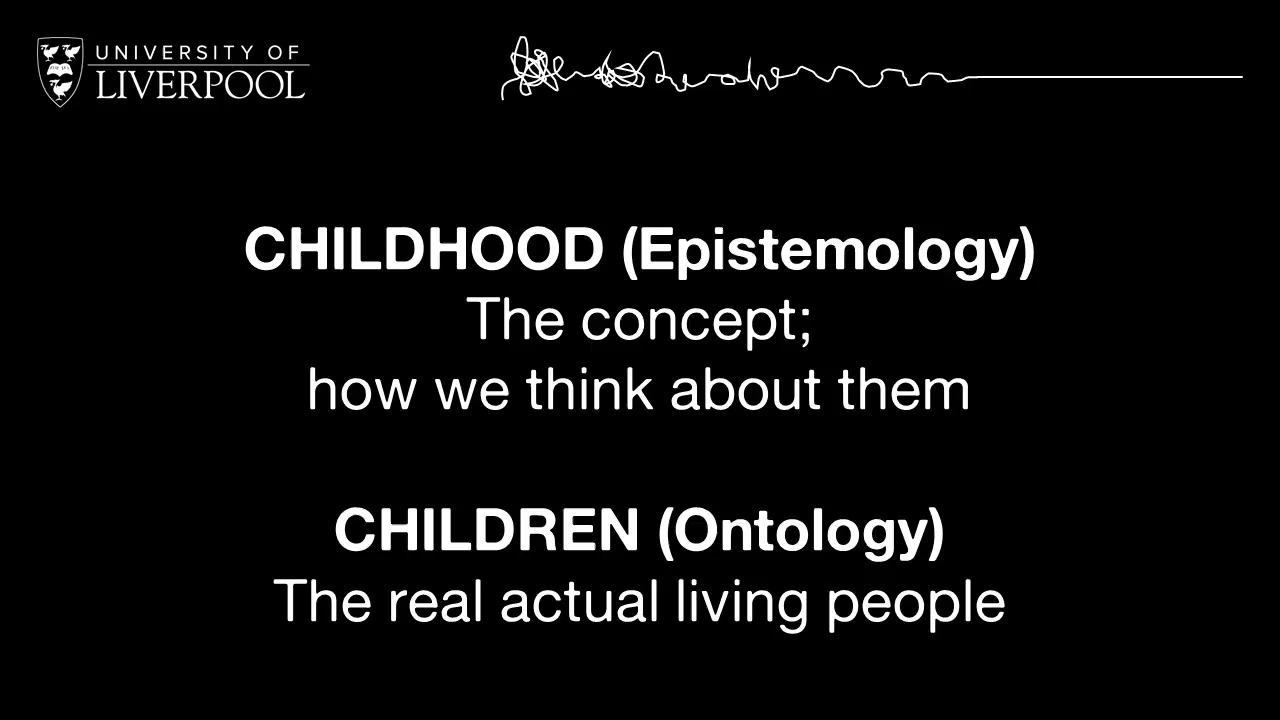 UNIVERSITY OF
LIVERPOOL
CHILDHOOD (Epistemology)
The concept;
how we think about them
CHILDREN (Ontology)
The real actual living people